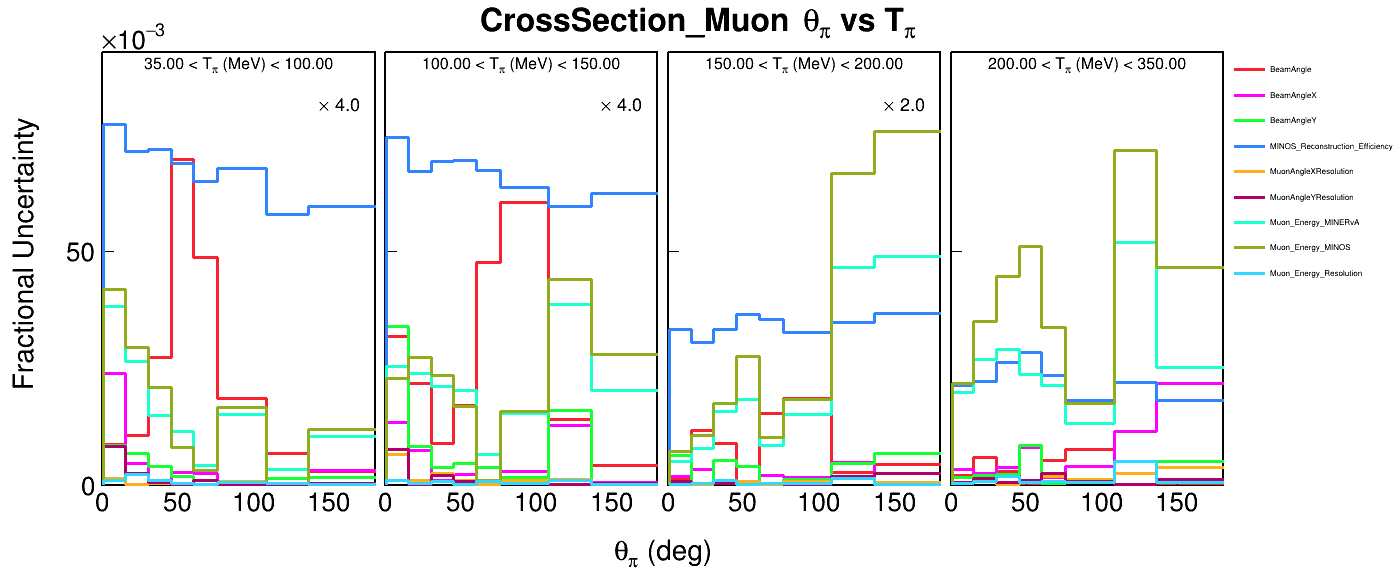 CrossSection_Muon θπ vs Tπ
×10⁻³
35.00 < Tπ (MeV) < 100.00
100.00 < Tπ (MeV) < 150.00
150.00 < Tπ (MeV) < 200.00
200.00 < Tπ (MeV) < 350.00
× 4.0
× 4.0
× 2.0
BeamAngle
BeamAngleX
BeamAngleY
MINOS_Reconstruction_Efficiency
MuonAngleXResolution
MuonAngleYResolution
Muon_Energy_MINERvA
Muon_Energy_MINOS
Muon_Energy_Resolution
Fractional Uncertainty
50
0
0 50 100 150 0 50 100 150 0 50 100 150 0 50 100 150
θπ (deg)